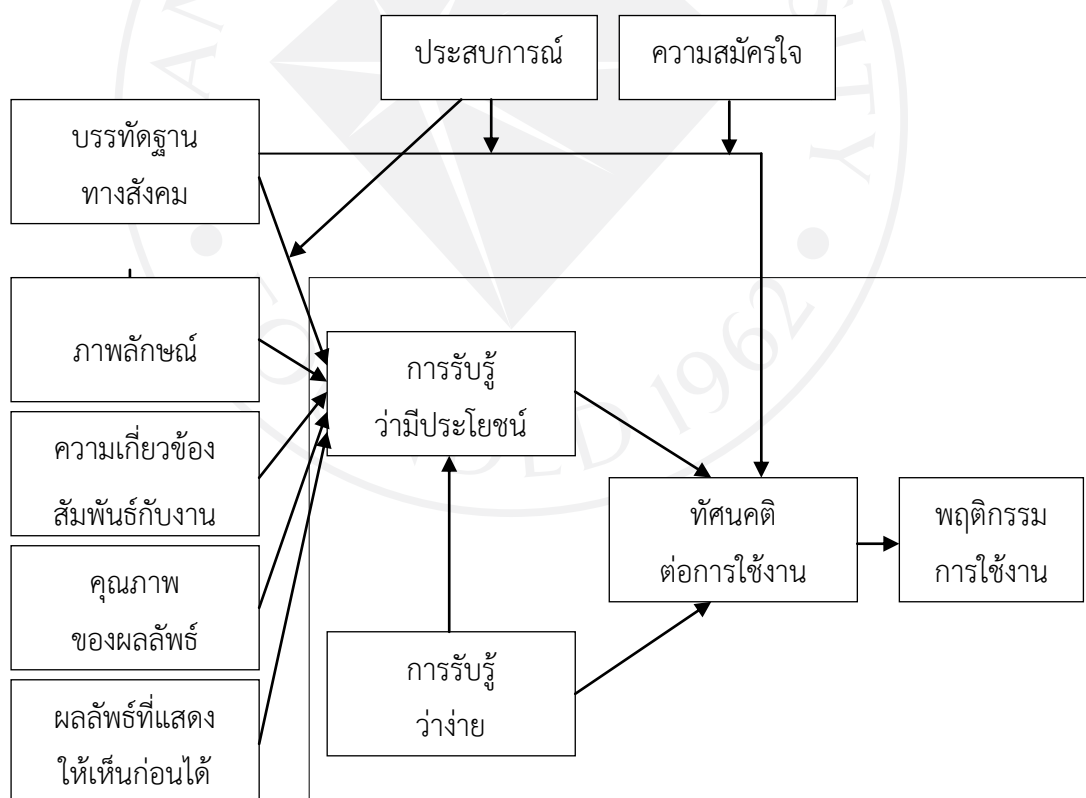 ประสบการณ์
ความสมัครใจ
บรรทัดฐาน
ทางสังคม
ภาพลักษณ์
การรับรู้
ว่ามีประโยชน์
ความเกี่ยวข้อง
สัมพันธ์กับงาน
ทัศนคติ
ต่อการใช้งาน
พฤติกรรม
การใช้งาน
คุณภาพ
ของผลลัพธ์
การรับรู้
ว่าง่าย
ผลลัพธ์ที่แสดง
ให้เห็นก่อนได้
1962